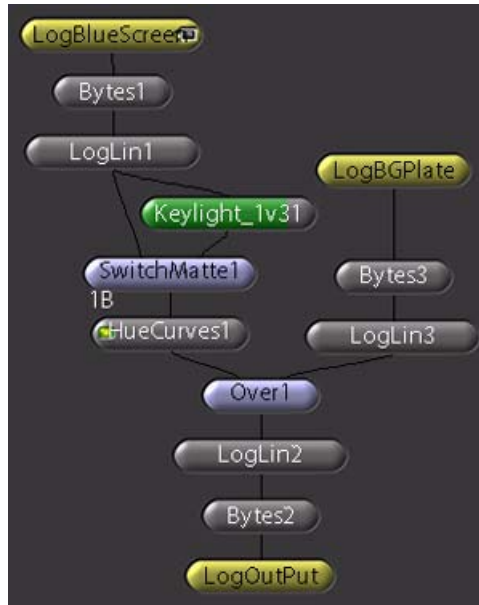 LogBlueScreen
Bytes1
LogLin1
LogBGPlate
Keylight_1v31
SwitchMatte1
1B
Bytes3
HueCurves1
LogLin3
Over1
LogLin2
Bytes2
LogOutPut